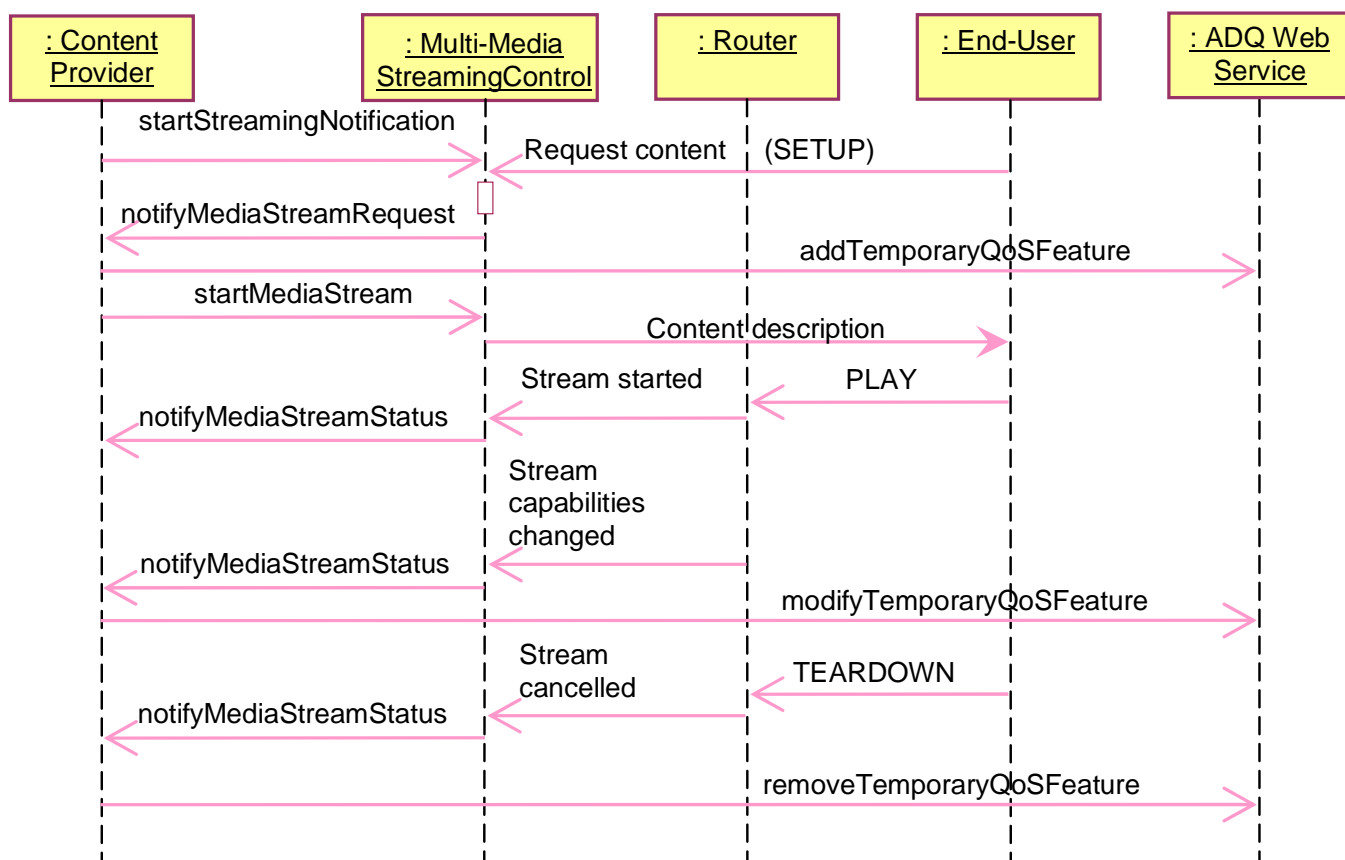 : Content
Provider
: Multi-Media
StreamingControl
: Router
: End-User
: ADQ Web
Service
startStreamingNotification
Request content (SETUP)
notifyMediaStreamRequest
addTemporaryQoSFeature
startMediaStream
Content description
Stream started
PLAY
notifyMediaStreamStatus
Stream
capabilities
changed
notifyMediaStreamStatus
modifyTemporaryQoSFeature
Stream
cancelled
TEARDOWN
notifyMediaStreamStatus
removeTemporaryQoSFeature